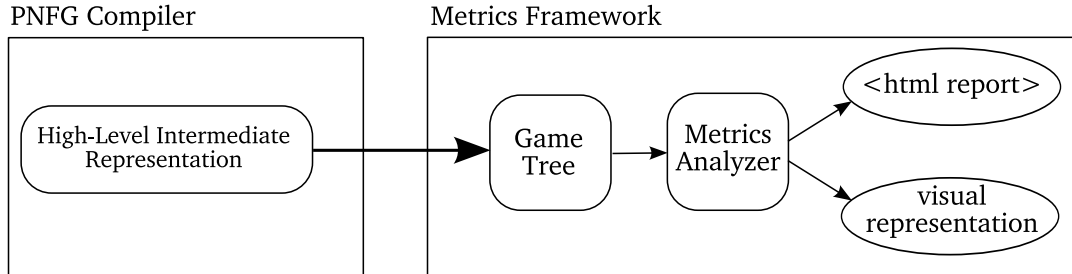 PNFG Compiler
Metrics Framework
High-Level Intermediate
Representation
Game
Tree
Metrics
Analyzer
<html report>
visual
representation